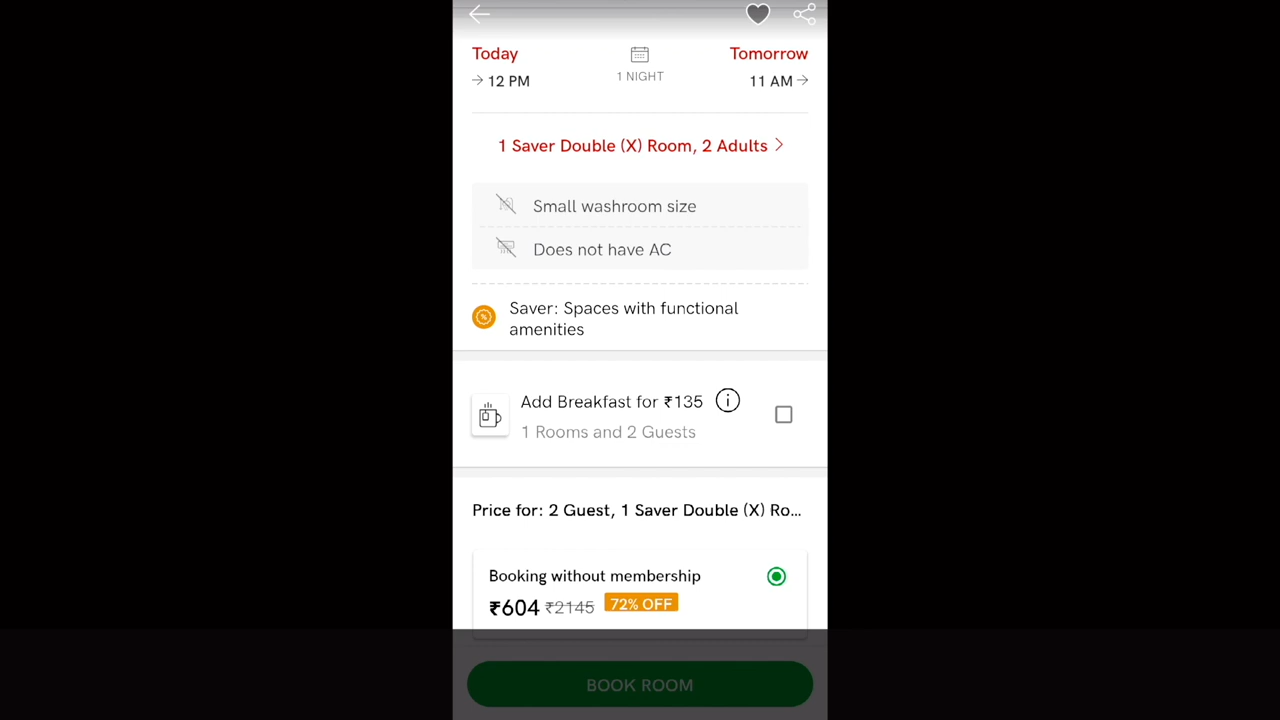 Today
Tomorrow
12 PM
1 NIGHT
11 AM
1 Saver Double (X) Room, 2 Adults
Small washroom size
Does not have AC
Saver: Spaces with functional
amenities
Add Breakfast for ₹135
1 Rooms and 2 Guests
Price for: 2 Guest, 1 Saver Double (X) Ro...
Booking without membership
₹604 ₹2145 72% OFF
BOOK ROOM